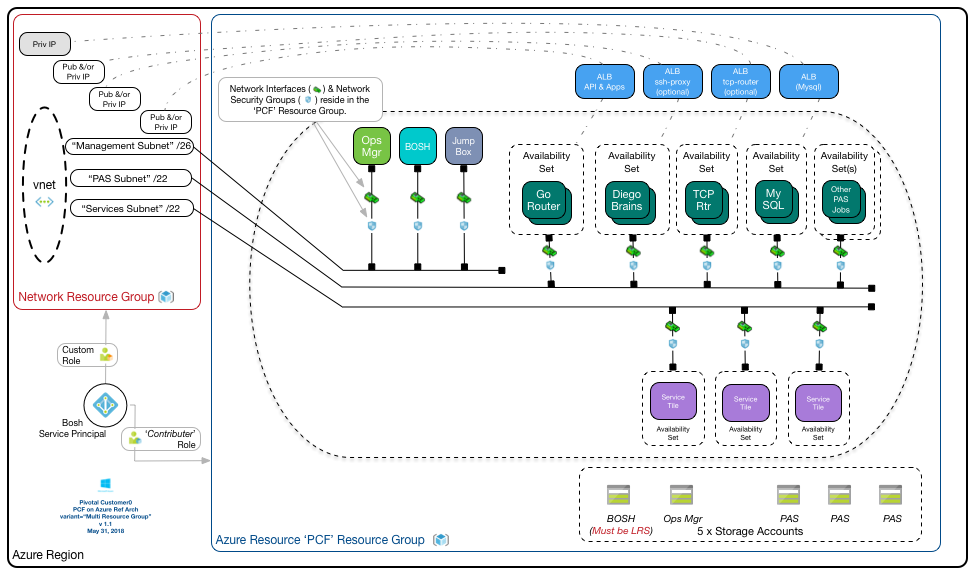 Priv IP
Pub &/or
Priv IP
Pub &/or
Priv IP
Pub &/or
Priv IP
vnet
“Management Subnet” /26
“PAS Subnet” /22
“Services Subnet” /22
Network Resource Group
Custom
Role
Bosh
Service Principal
‘Contributer’
Role
Pivotal Customer0
PCF on Azure Ref Arch
variant=“Multi Resource Group”
v 1.1
May 31, 2018
Azure Region
Network Interfaces ( ) & Network
Security Groups ( ) reside in the
‘PCF’ Resource Group.
ALB
API & Apps
ALB
ssh-proxy
(optional)
ALB
tcp-router
(optional)
ALB
(Mysql)
Ops
Mgr
BOSH
Jump
Box
Availability
Set
Go
Router
Availability
Set
Diego
Brains
Availability
Set
TCP
Rtr
Availability
Set
My
SQL
Availability
Set(s)
Other
PAS
Jobs
Service
Tile
Availability
Set
Service
Tile
Availability
Set
Service
Tile
Availability
Set
BOSH
(Must be LRS)
Ops Mgr
PAS
PAS
PAS
5 x Storage Accounts
Azure Resource ‘PCF’ Resource Group